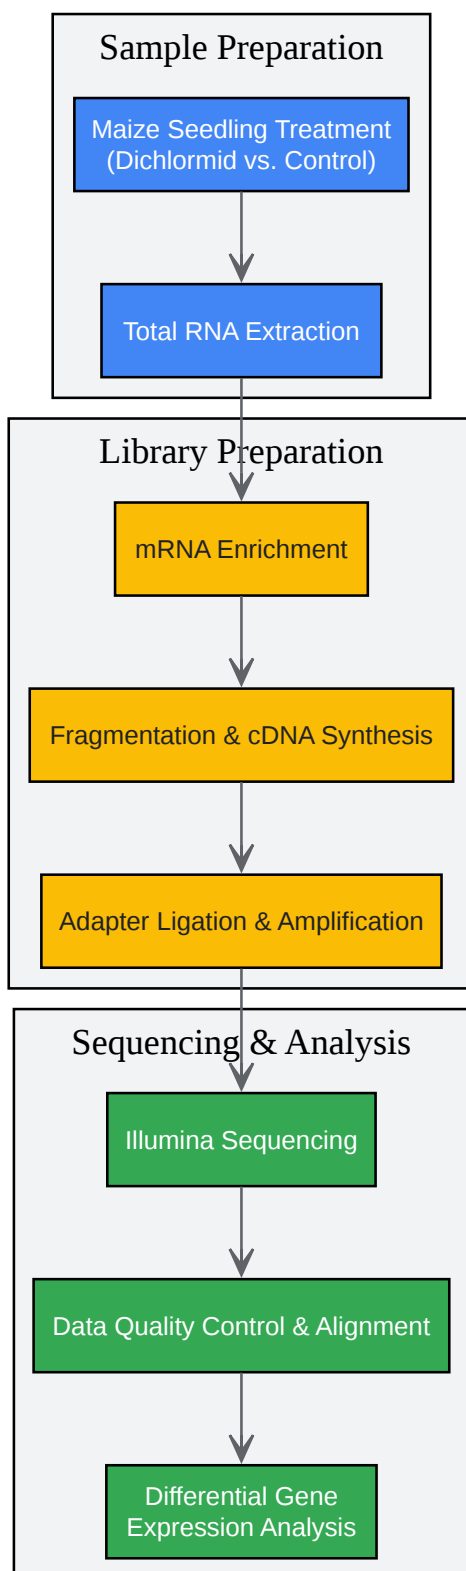 Sample Preparation
Maize Seedling Treatment
(Dichlormid vs. Control)
Total RNA Extraction
Library Preparation
mRNA Enrichment
Fragmentation & cDNA Synthesis
Adapter Ligation & Amplification
Sequencing & Analysis
Illumina Sequencing
Data Quality Control & Alignment
Differential Gene
Expression Analysis